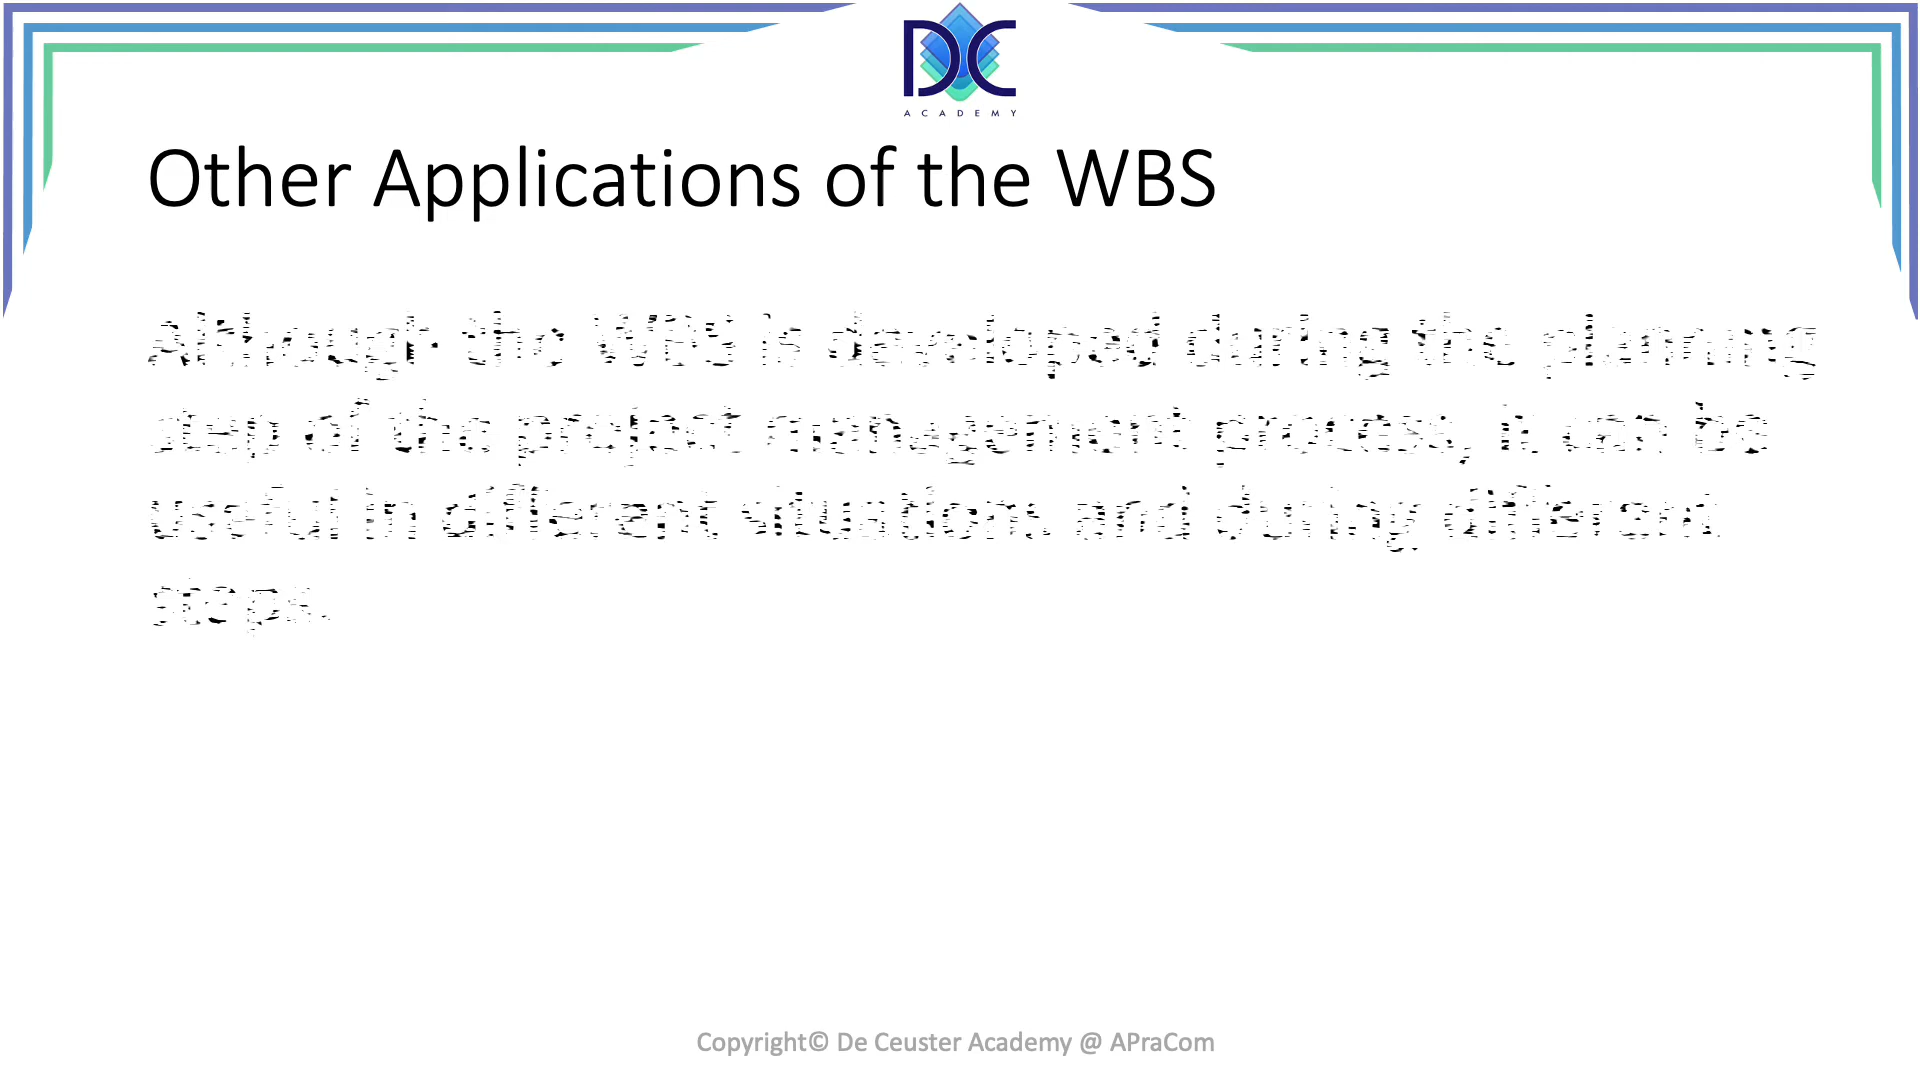 DC
ACADEMY
Other Applications of the WBS
Although the WBS is developed during the planning
step of the project management process, it can be
useful in different situations and during different
steps.
Copyright© De Ceuster Academy @ APraCom